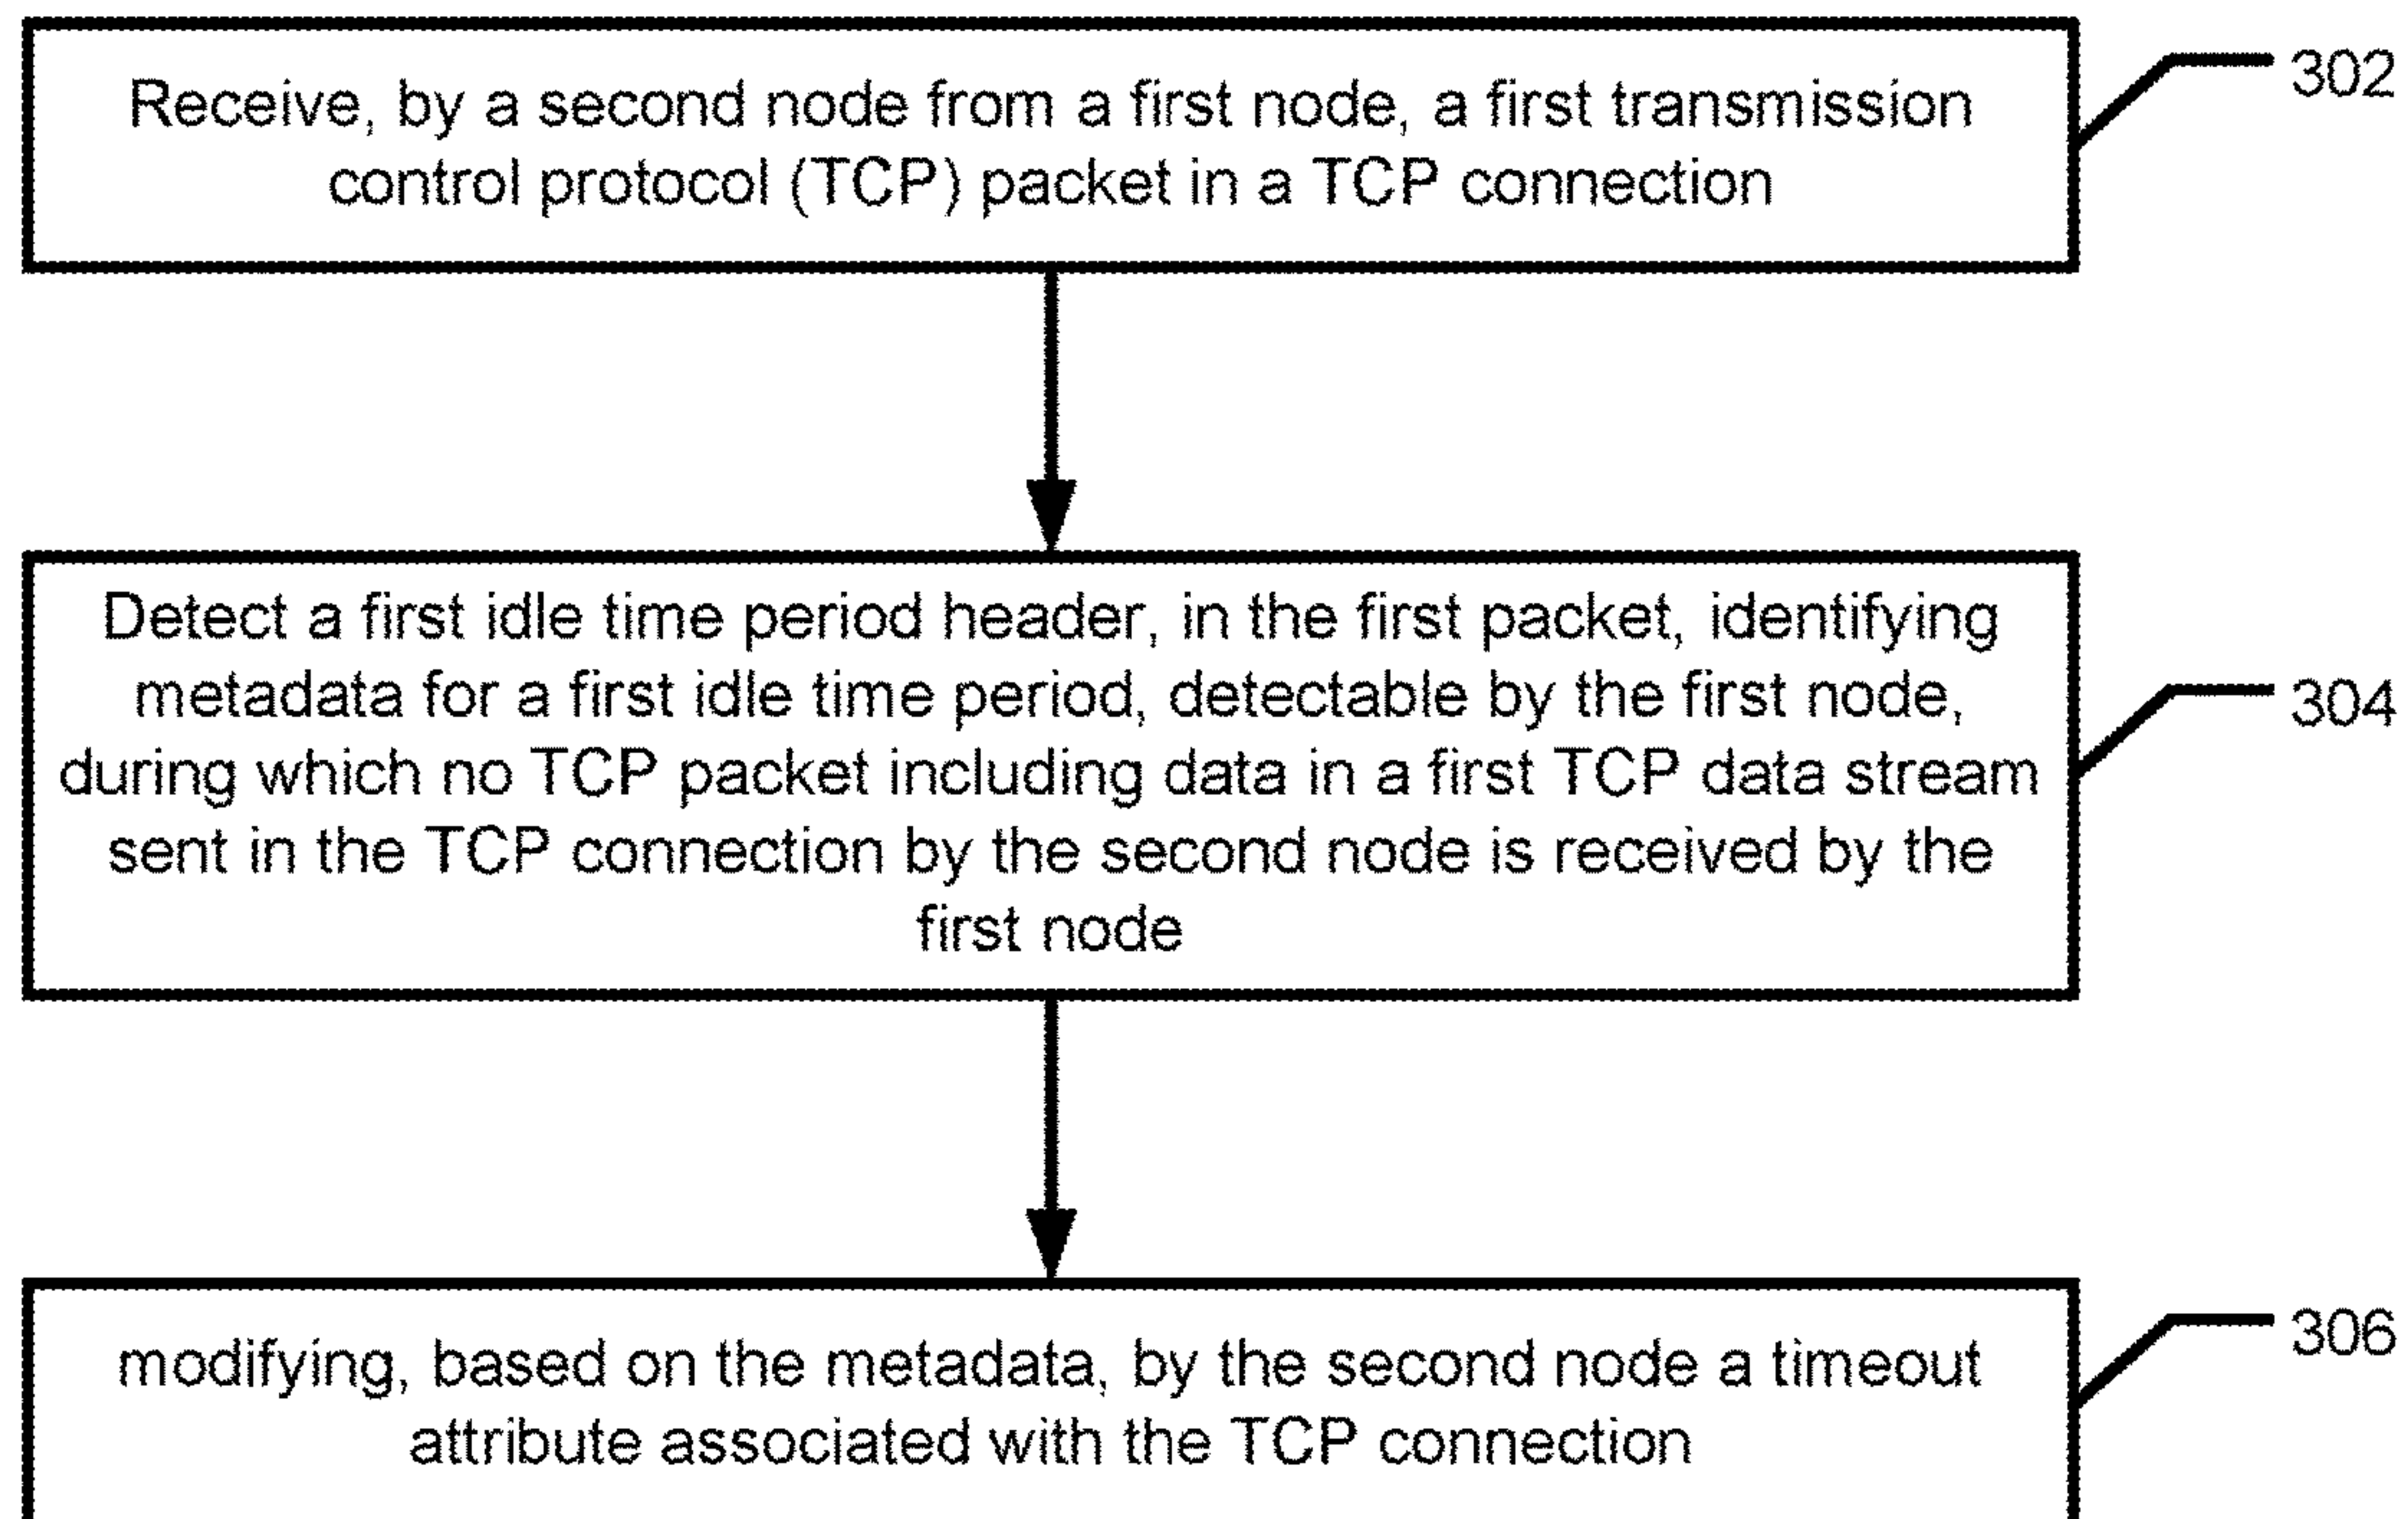 Receive, by a second node from a first node, a first transmission
control protocol (TCP) packet in a TCP connection
302
Detect a first idle time period header, in the first packet, identifying
metadata for a first idle time period, detectable by the first node,
during which no TCP packet including data in a first TCP data stream
sent in the TCP connection by the second node is received by the
first node
304
modifying, based on the metadata, by the second node a timeout
attribute associated with the TCP connection
306